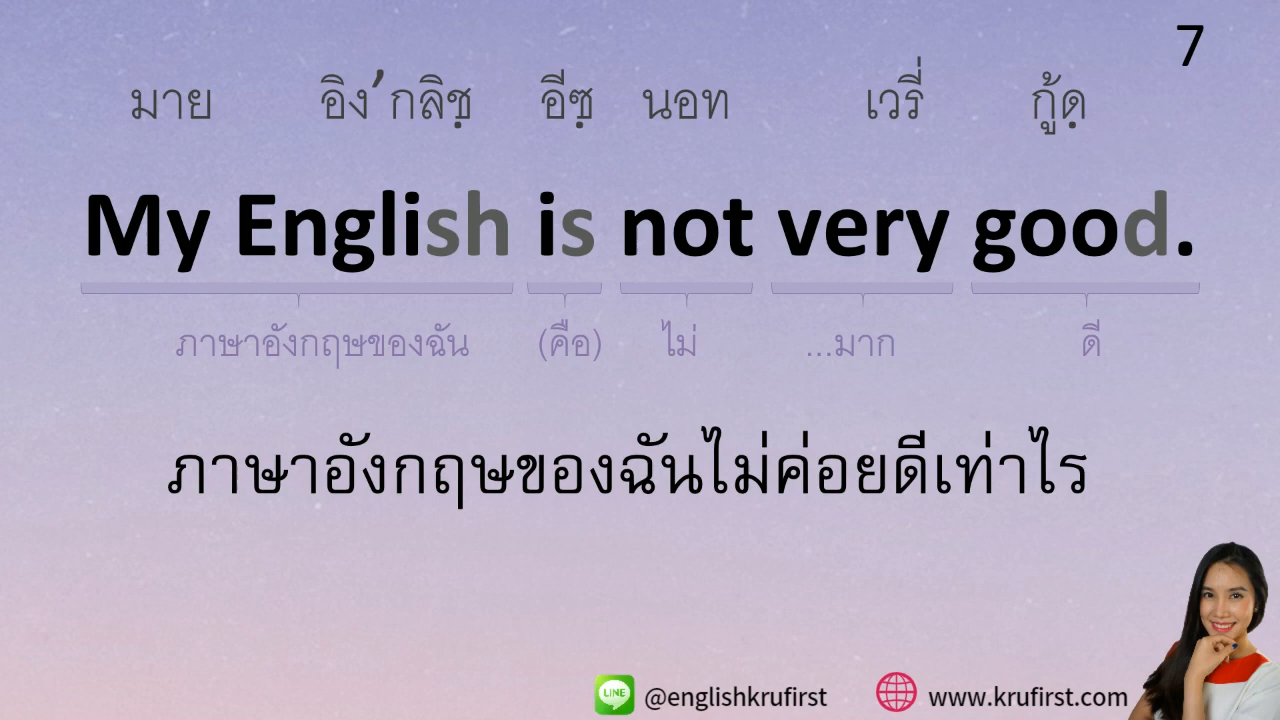 7
มาย อิง’กลิชฺ อีซฺ นอท เวรี่ กู้ดฺ
My English is not very good.
ภาษาอังกฤษของฉัน (คือ) ไม่ ...มาก ดี
ภาษาอังกฤษของฉันไม่ค่อยดีเท่าไร
LINE @englishkrufirst www.krufirst.com